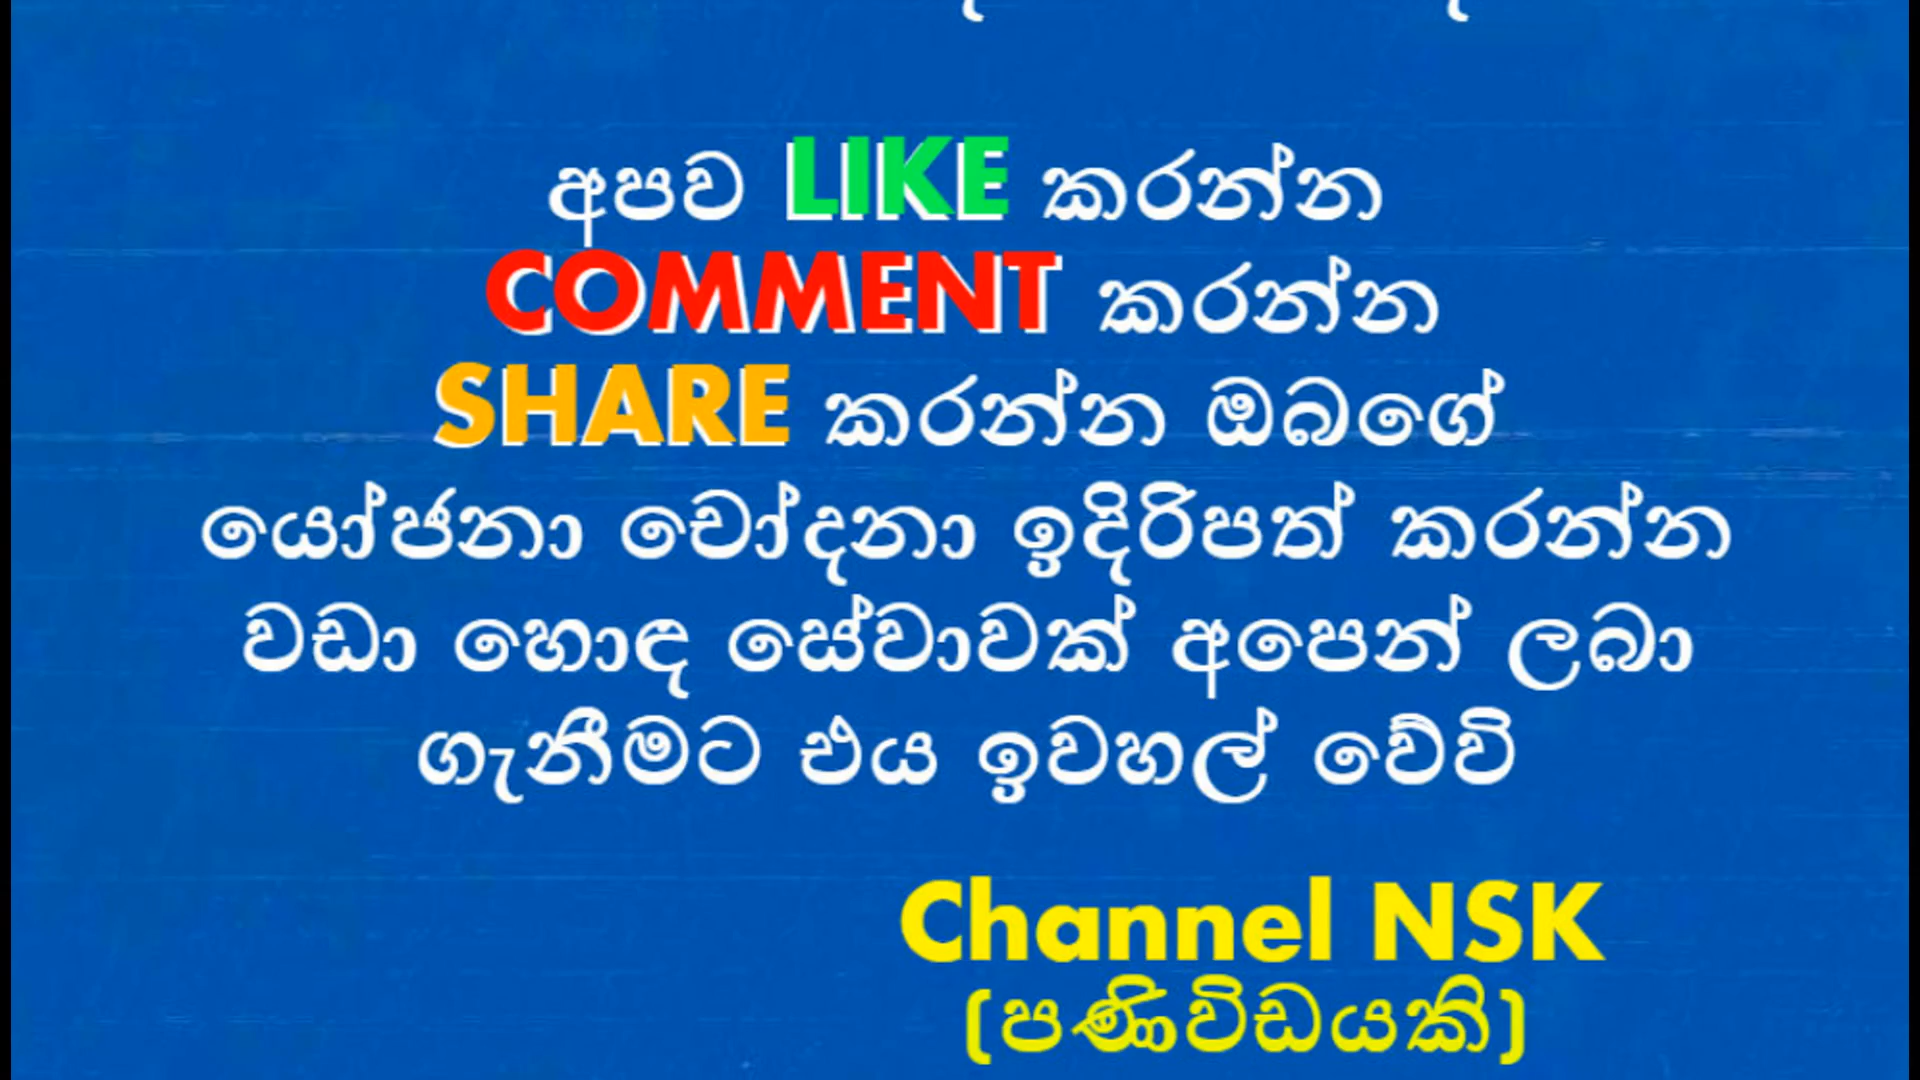 අපව LIKE කරන්න
COMMENT කරන්න
SHARE කරන්න ඔබගේ
යෝජනා චෝදනා ඉදිරිපත් කරන්න
වඩා හොඳ සේවාවක් අපෙන් ලබා
ගැනීමට එය ඉවහල් වේවි
Channel NSK
(පණිවිඩයකි)